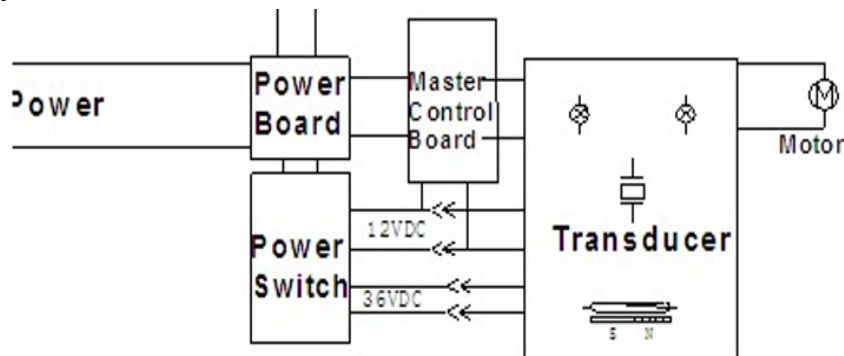 Power
Power
Board
Master
Control
Board
M
Motor
12VDC
Power
Switch
36VDC
Transducer
S N